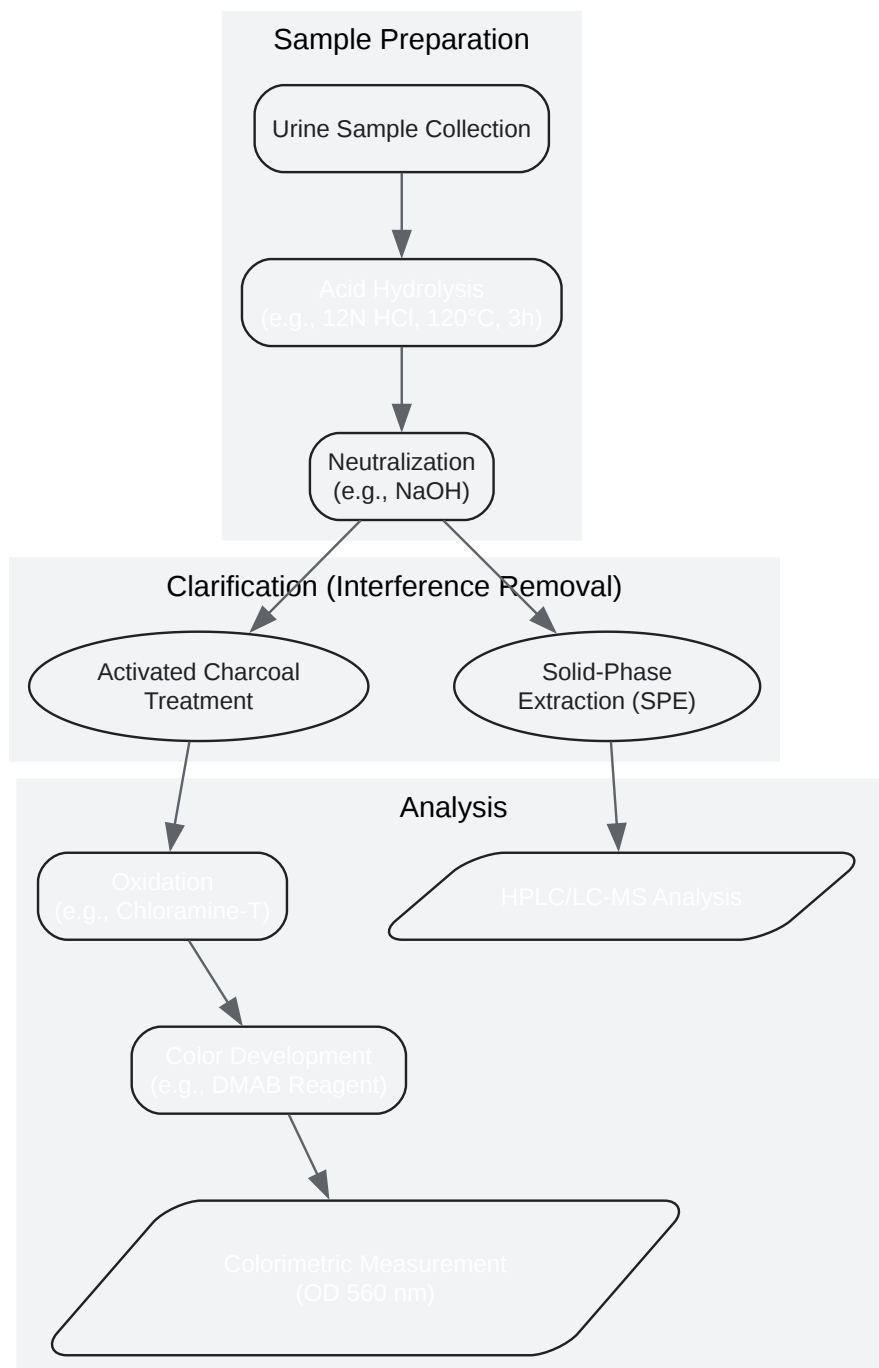 Sample Preparation
Urine Sample Collection
Acid Hydrolysis
(e.g., 12N HCl, 120°C, 3h)
Neutralization
(e.g., NaOH)
Clarification (Interference Removal)
Activated Charcoal
Treatment
Solid-Phase
Extraction (SPE)
Analysis
Oxidation
(e.g., Chloramine-T)
HPLC/LC-MS Analysis
Color Development
(e.g., DMAB Reagent)
Colorimetric Measurement
(OD 560 nm)